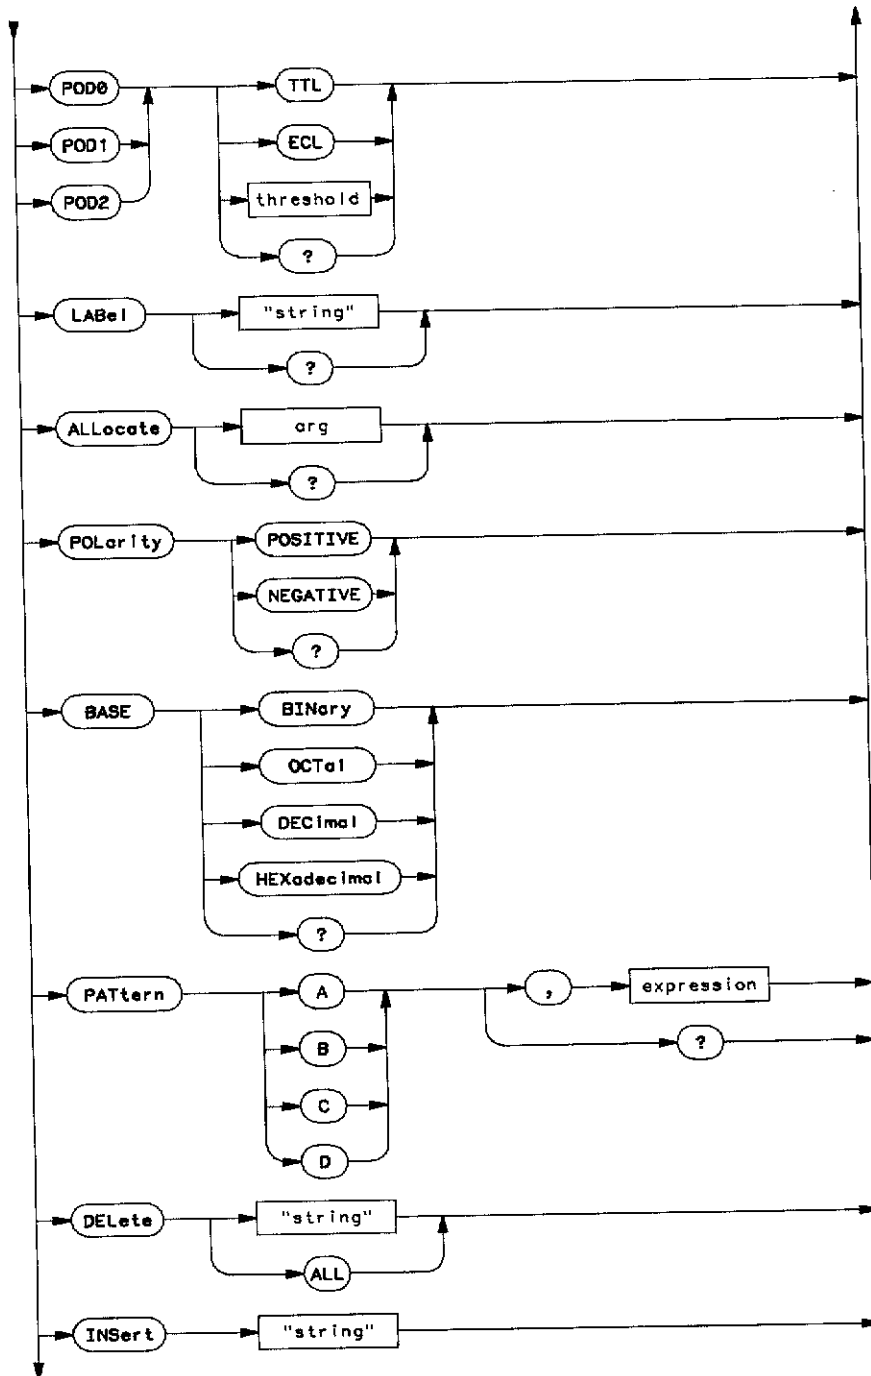 POD0 TTL
POD1 ECL
POD2 threshold
?
LABel "string"
?
ALLocate arg
?
POLarity POSITIVE
NEGATIVE
?
BASE BINary
OCTal
DECimal
HEXadecimal
?
PATtern A , expression
B ?
C
D
DELete "string"
ALL
INSert "string"